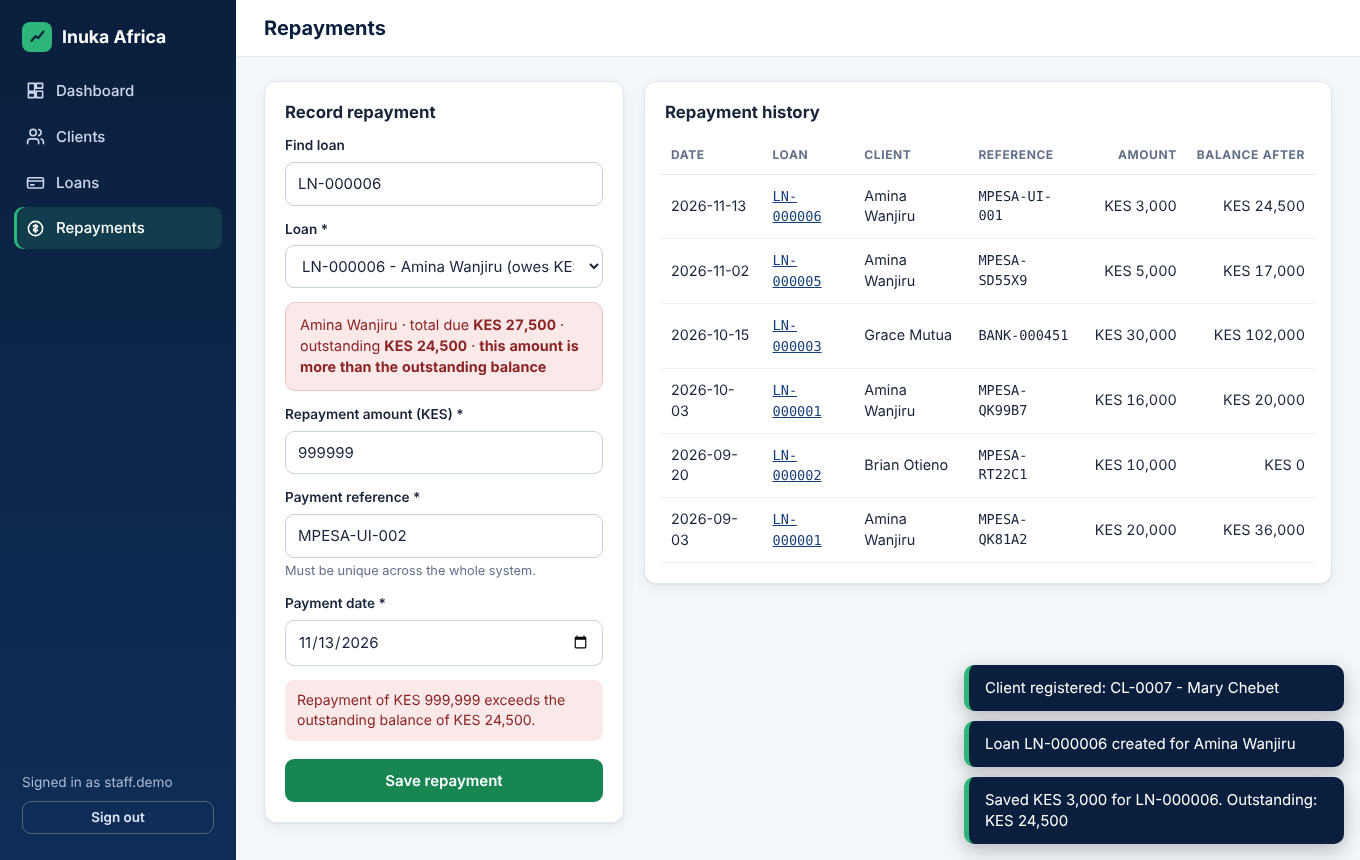 Inuka Africa
Dashboard
Clients
Loans
Repayments
Signed in as staff.demo
Sign out
Repayments
Record repayment
Find loan
LN-000006
Loan *
LN-000006 - Amina Wanjiru (owes KE
Amina Wanjiru · total due KES 27,500 ·
outstanding KES 24,500 · this amount is
more than the outstanding balance
Repayment amount (KES) *
999999
Payment reference *
MPESA-UI-002
Must be unique across the whole system.
Payment date *
11/13/2026
Repayment of KES 999,999 exceeds the
outstanding balance of KES 24,500.
Save repayment
Repayment history
DATE LOAN CLIENT REFERENCE AMOUNT BALANCE AFTER
2026-11-13 LN- Amina MPESA-UI- KES 3,000 KES 24,500
000006 Wanjiru 001
2026-11-02 LN- Amina MPESA- KES 5,000 KES 17,000
000005 Wanjiru SD55X9
2026-10-15 LN- Grace Mutua BANK-000451 KES 30,000 KES 102,000
000003
2026-10- LN- Amina MPESA- KES 16,000 KES 20,000
03 000001 Wanjiru QK99B7
2026-09- LN- Brian Otieno MPESA- KES 10,000 KES 0
20 000002 RT22C1
2026-09- LN- Amina MPESA- KES 20,000 KES 36,000
03 000001 Wanjiru QK81A2
Client registered: CL-0007 - Mary Chebet
Loan LN-000006 created for Amina Wanjiru
Saved KES 3,000 for LN-000006. Outstanding:
KES 24,500